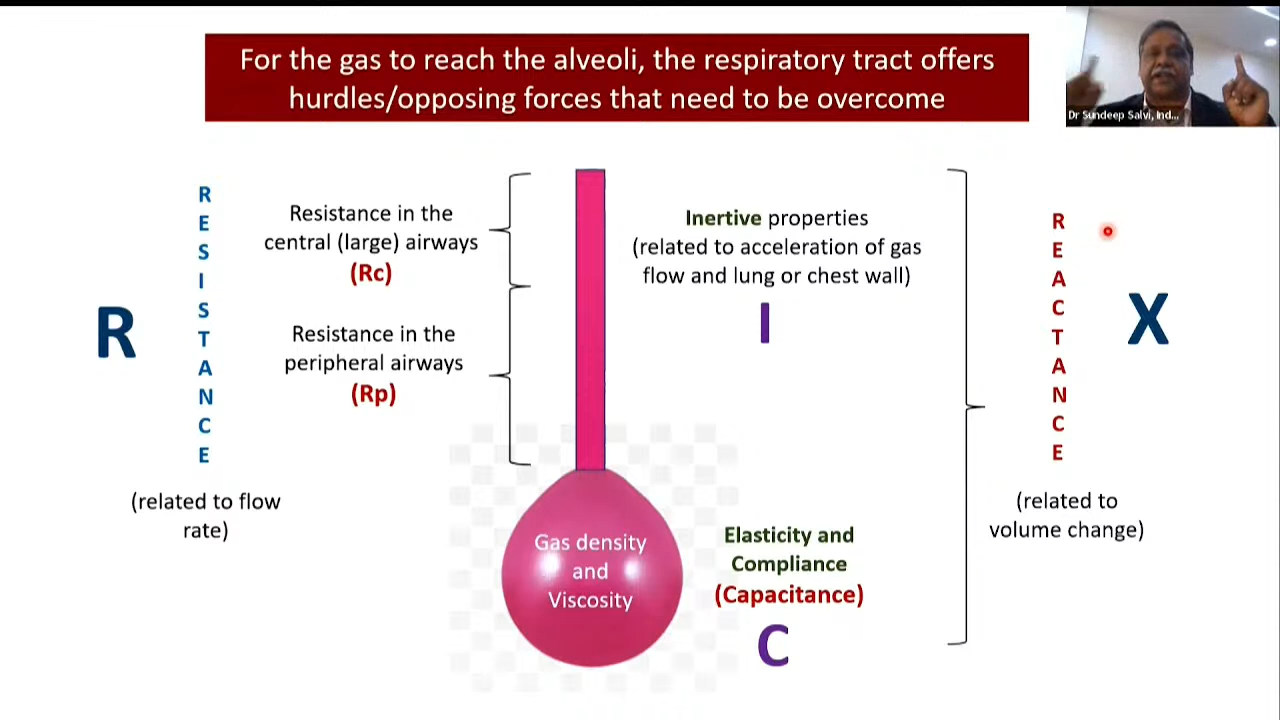 For the gas to reach the alveoli, the respiratory tract offers
hurdles/opposing forces that need to be overcome
Dr Sundeep Salvi, Ind...
R
RESISTANCE
(related to flow
rate)
Resistance in the
central (large) airways
(Rc)
Resistance in the
peripheral airways
(Rp)
Gas density
and
Viscosity
Inertive properties
(related to acceleration of gas
flow and lung or chest wall)
I
Elasticity and
Compliance
(Capacitance)
C
REACTANCE
X
(related to
volume change)